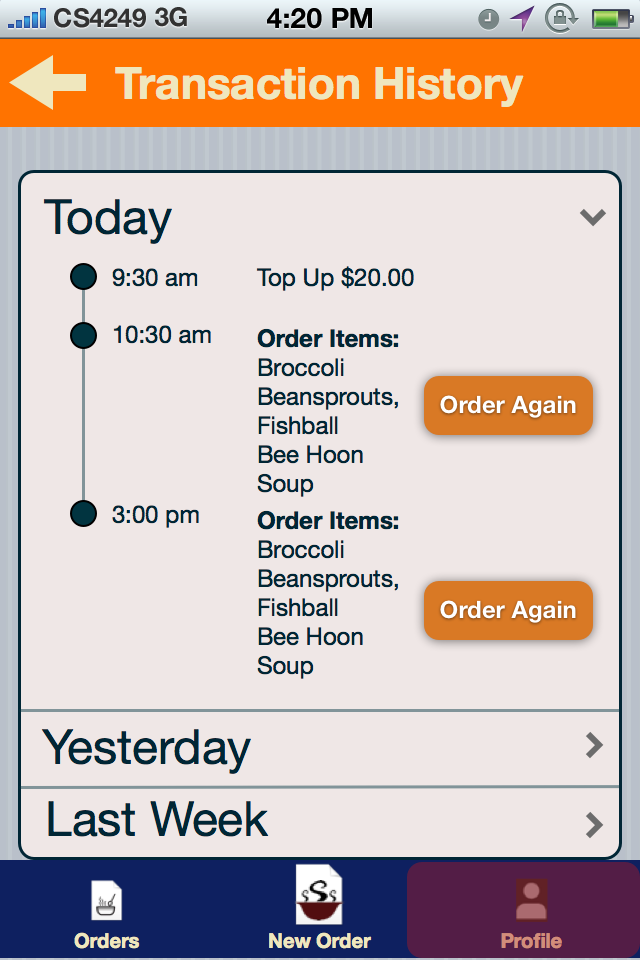 CS4249 3G 4:20 PM
Transaction History
Today
9:30 am Top Up $20.00
10:30 am Order Items:
Broccoli
Beansprouts,
Fishball
Bee Hoon
Soup
Order Again
3:00 pm Order Items:
Broccoli
Beansprouts,
Fishball
Bee Hoon
Soup
Order Again
Yesterday
Last Week
Orders New Order Profile